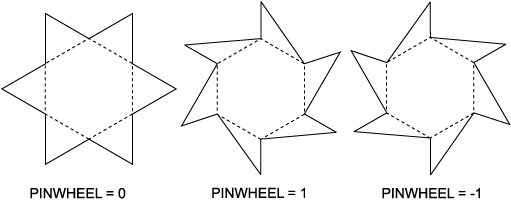 PINWHEEL = 0
PINWHEEL = 1
PINWHEEL = -1